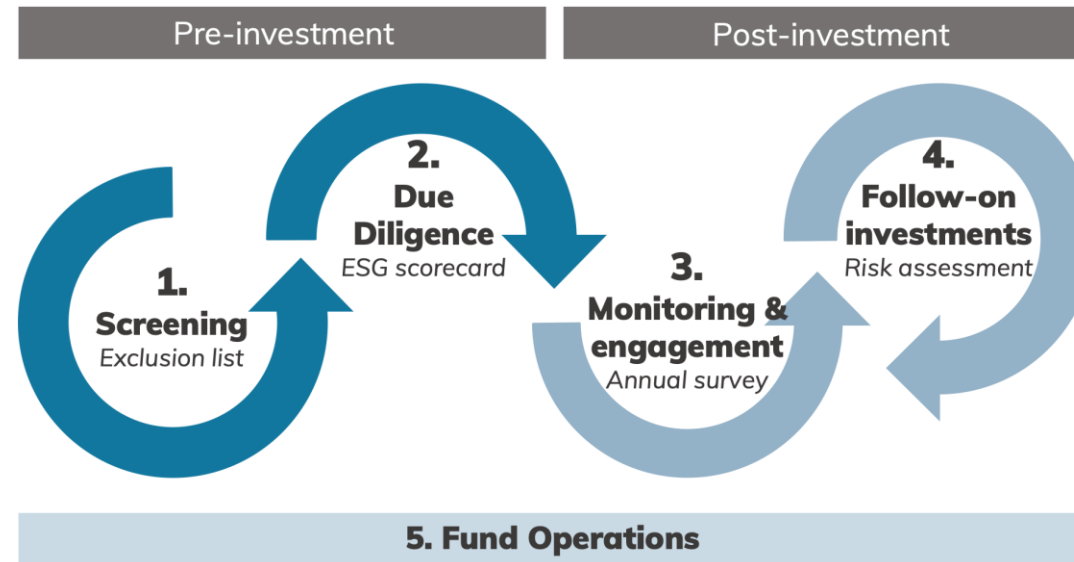 Pre-investment
Post-investment
1.
Screening
Exclusion list
2.
Due
Diligence
ESG scorecard
3.
Monitoring &
engagement
Annual survey
4.
Follow-on
investments
Risk assessment
5. Fund Operations